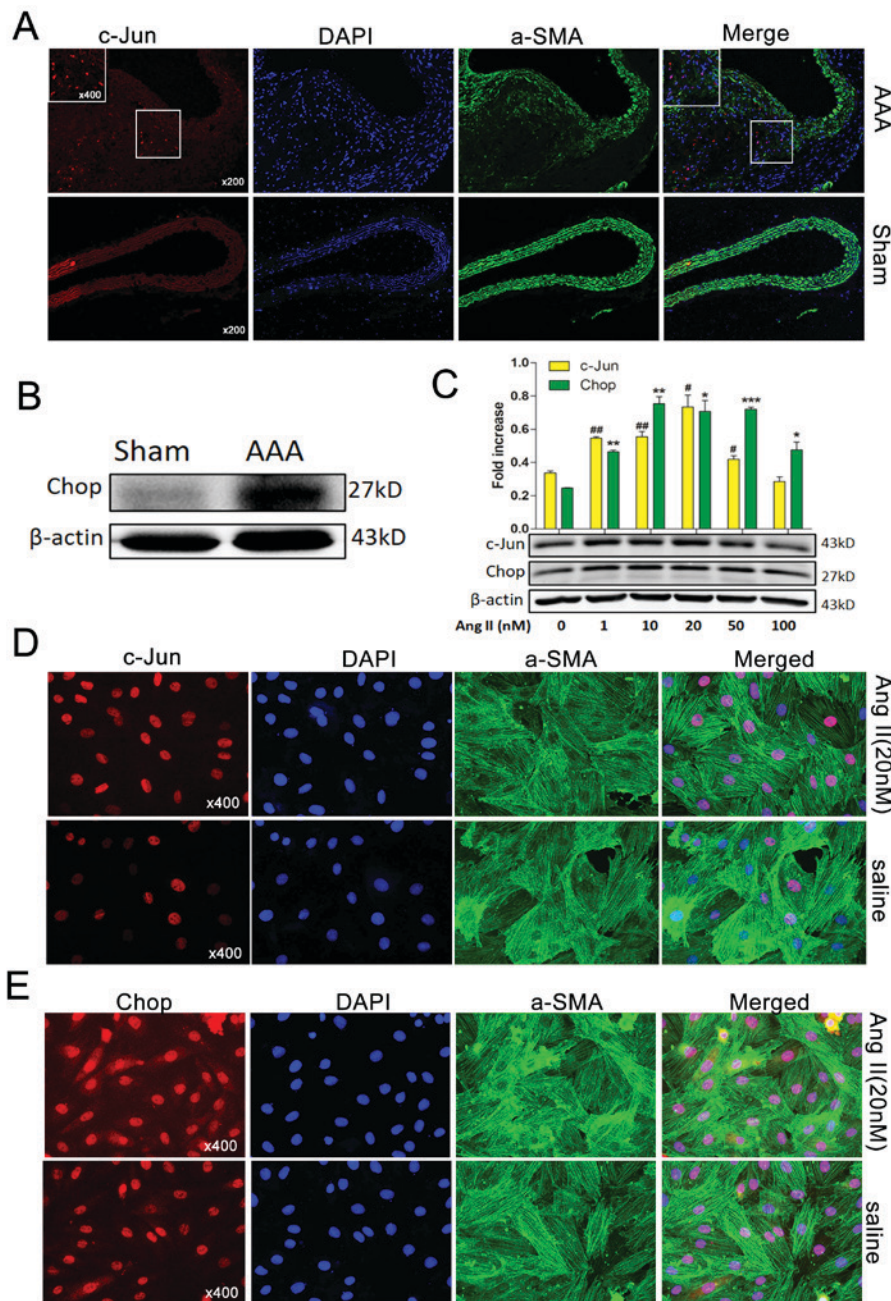 A
c-Jun DAPI a-SMA Merge
x400
x200
AAA
x200
Sham
B
Sham AAA
Chop 27kD
β-actin 43kD
C
c-Jun
Chop
Fold increase
1.0
0.8
0.6
0.4
0.2
0.0
## ** ## ** # * # *** *
c-Jun 43kD
Chop 27kD
β-actin 43kD
Ang II (nM) 0 1 10 20 50 100
D
c-Jun DAPI a-SMA Merged
x400
Ang II(20nM)
x400
saline
E
Chop DAPI a-SMA Merged
x400
Ang II(20nM)
x400
saline